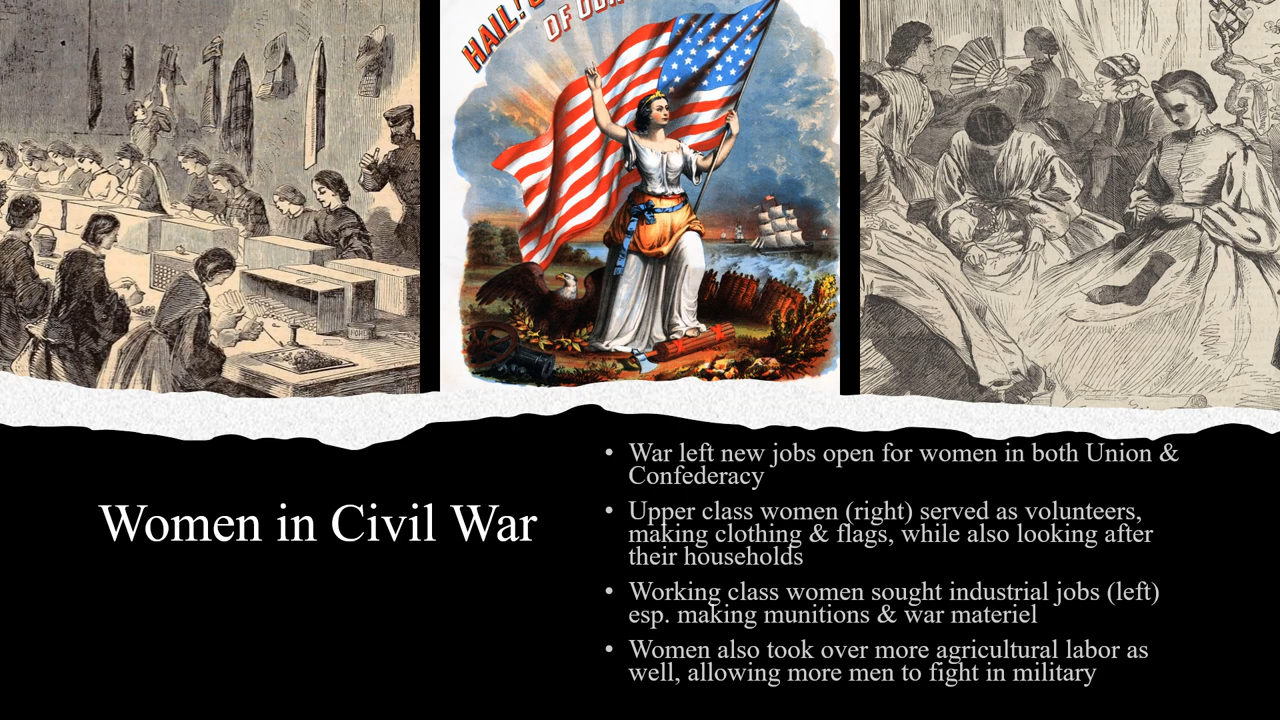 HAIL!
OF OUR
Women in Civil War
• War left new jobs open for women in both Union &
Confederacy
• Upper class women (right) served as volunteers,
making clothing & flags, while also looking after
their households
• Working class women sought industrial jobs (left)
esp. making munitions & war materiel
• Women also took over more agricultural labor as
well, allowing more men to fight in military